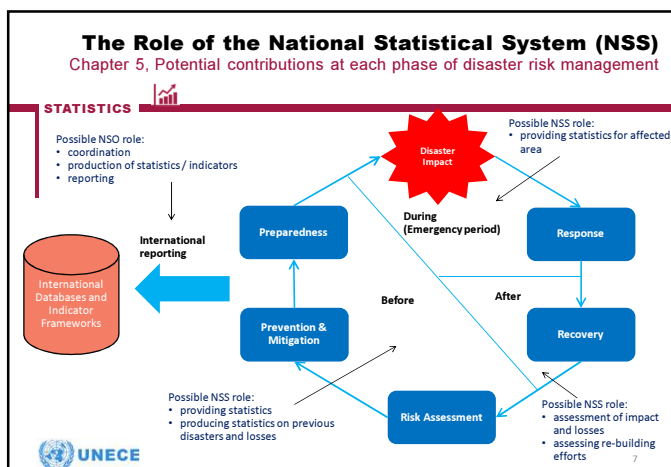 The Role of the National Statistical System (NSS)
Chapter 5, Potential contributions at each phase of disaster risk management
STATISTICS
Possible NSO role:
• coordination
• production of statistics / indicators
• reporting
Possible NSS role:
• providing statistics for affected
area
Disaster
Impact
During
(Emergency period)
Preparedness
Response
International
reporting
International
Databases and
Indicator
Frameworks
Before
After
Prevention &
Mitigation
Recovery
Possible NSS role:
• providing statistics
• producing statistics on previous
disasters and losses
Risk Assessment
Possible NSS role:
• assessment of impact
and losses
• assessing re-building
efforts
UNECE
7